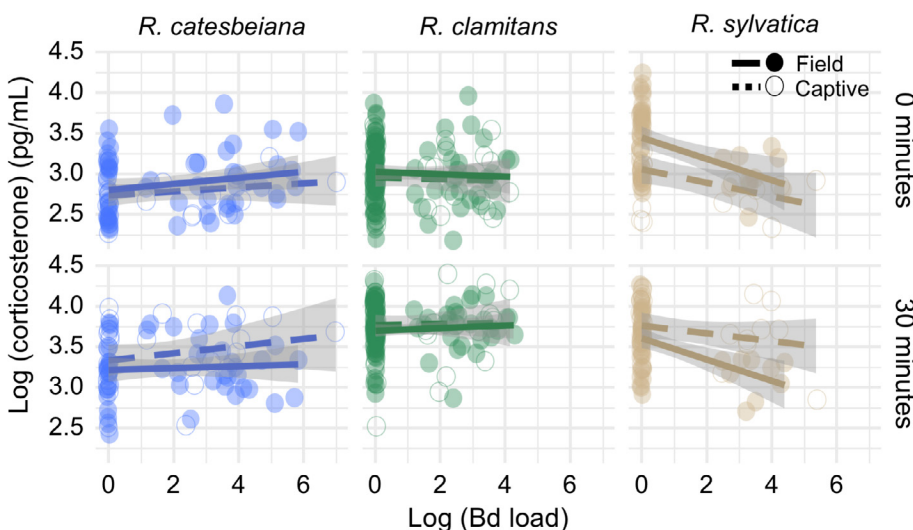 R. catesbeiana
R. clamitans
R. sylvatica
Log (corticosterone) (pg/mL)
4.5
4.0
3.5
3.0
2.5
Field
Captive
0 minutes
4.5
4.0
3.5
3.0
2.5
30 minutes
0 2 4 6
0 2 4 6
0 2 4 6
Log (Bd load)